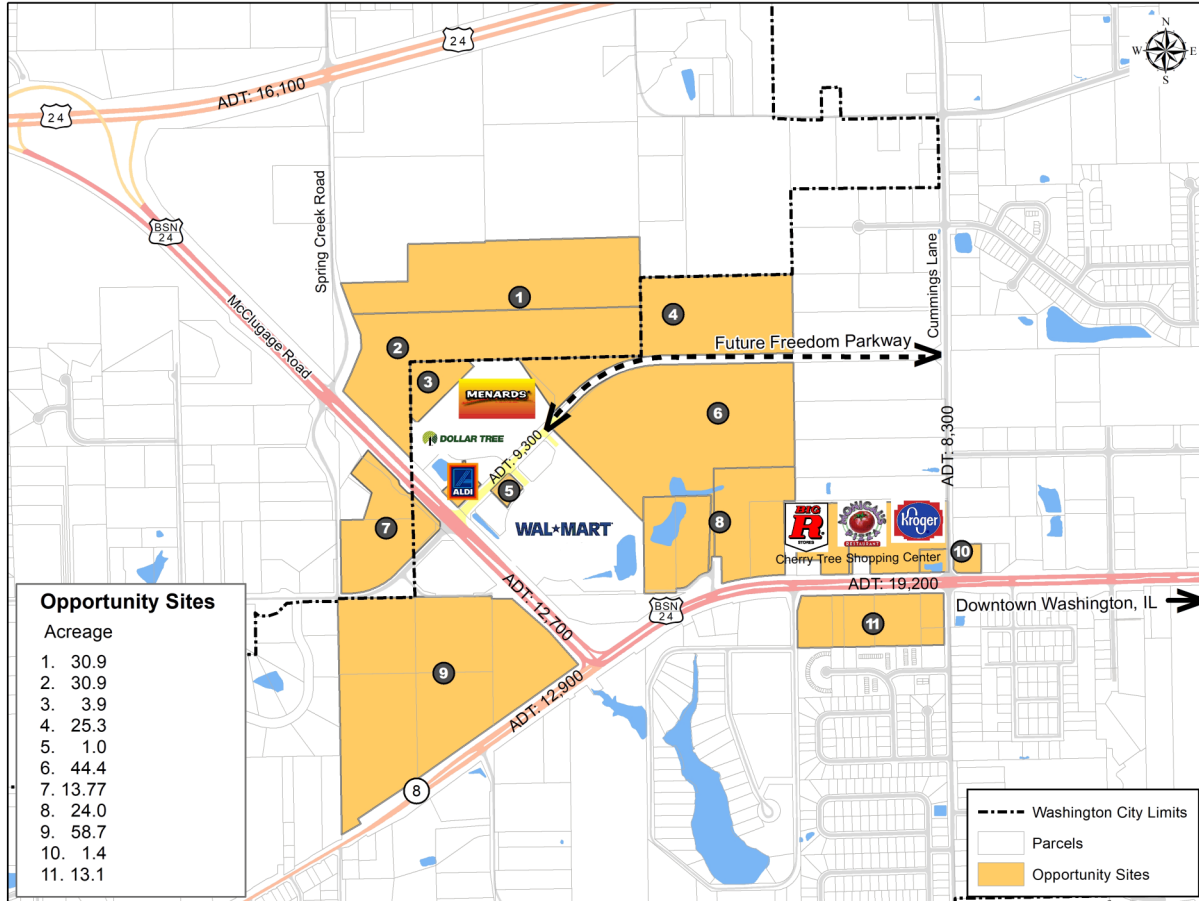 24
ADT: 16,100
24
N
W E
S
BSN
24
Spring Creek Road
McClugage Road
Cummings Lane
1
2
3
4
Future Freedom Parkway
MENARDS
DOLLAR TREE
ALDI
ADT: 9,300
5
6
ADT: 8,300
WAL★MART
7
8
BIG
R
STORES
MONICAL'S
PIZZA
RESTAURANT
Kroger
Cherry Tree Shopping Center
10
ADT: 19,200
BSN
24
Downtown Washington, IL
ADT: 12,700
11
9
ADT: 12,900
8
Opportunity Sites
Acreage
1. 30.9
2. 30.9
3. 3.9
4. 25.3
5. 1.0
6. 44.4
7. 13.77
8. 24.0
9. 58.7
10. 1.4
11. 13.1
Washington City Limits
Parcels
Opportunity Sites